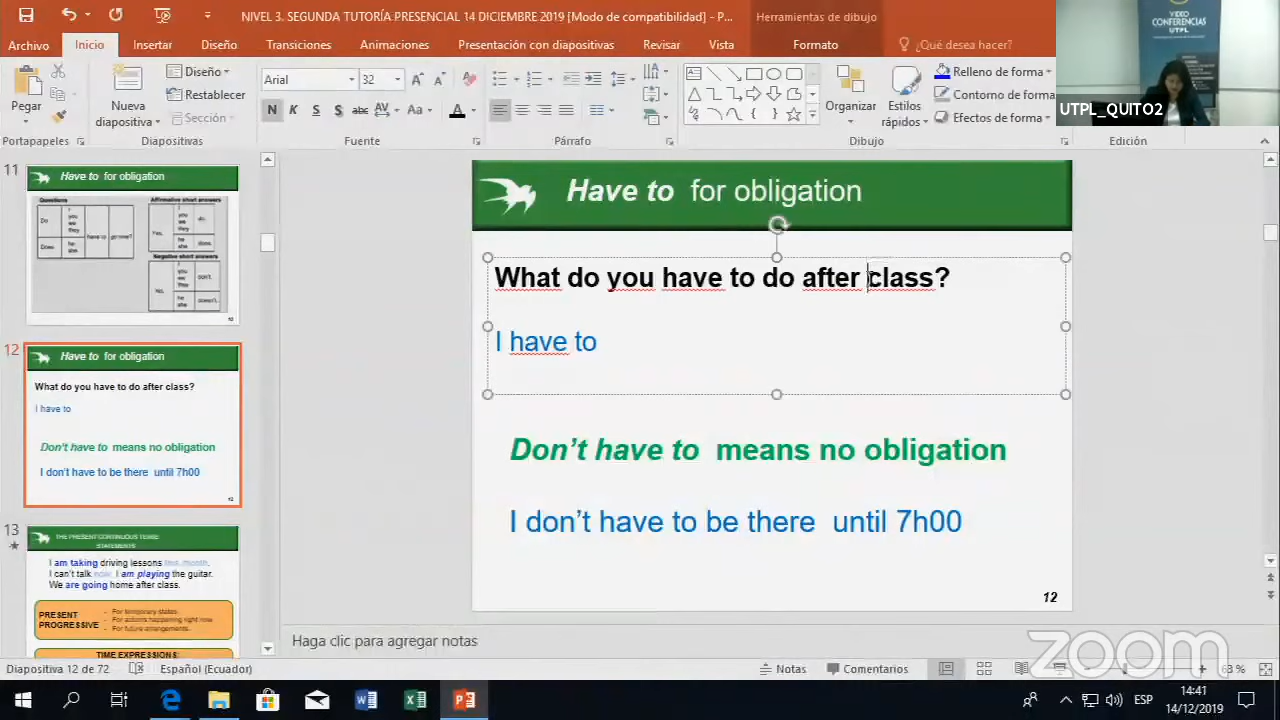 NIVEL 3. SEGUNDA TUTORÍA PRESENCIAL 14 DICIEMBRE 2019 [Modo de compatibilidad] - P...
Herramientas de dibujo
Archivo
Inicio
Insertar
Diseño
Transiciones
Animaciones
Presentación con diapositivas
Revisar
Vista
Formato
¿Qué desea hacer?
VIDEO
CONFERENCIAS
UTPL
UTPL_QUITO2
Pegar
Nueva
diapositiva
Diseño
Restablecer
Sección
Arial
32
N K S S abc AV Aa A
Organizar
Estilos
rápidos
Relleno de forma
Contorno de forma
Efectos de forma
Portapapeles
Diapositivas
Fuente
Párrafo
Dibujo
Edición
11
Have to for obligation
Questions
Affirmative short answers
Do
I
you
we
they
have to
go now?
Does
he
she
Yes,
I
you
we
they
do.
he
she
does.
Negative short answers
No,
I
you
we
they
don't.
he
she
doesn't.
12
Have to for obligation
What do you have to do after class?
I have to
Don't have to means no obligation
I don't have to be there until 7h00
12
13
THE PRESENT CONTINUOUS TENSE
STATEMENTS
I am taking driving lessons this month.
I can't talk now. I am playing the guitar.
We are going home after class.
PRESENT
PROGRESSIVE
- For temporary states.
- For actions happening right now
- For future arrangements.
TIME EXPRESSIONS:
Have to for obligation
What do you have to do after class?
I have to
Don't have to means no obligation
I don't have to be there until 7h00
12
Haga clic para agregar notas
zoom
Diapositiva 12 de 72
Español (Ecuador)
Notas
Comentarios
63 %
ESP
14:41
14/12/2019